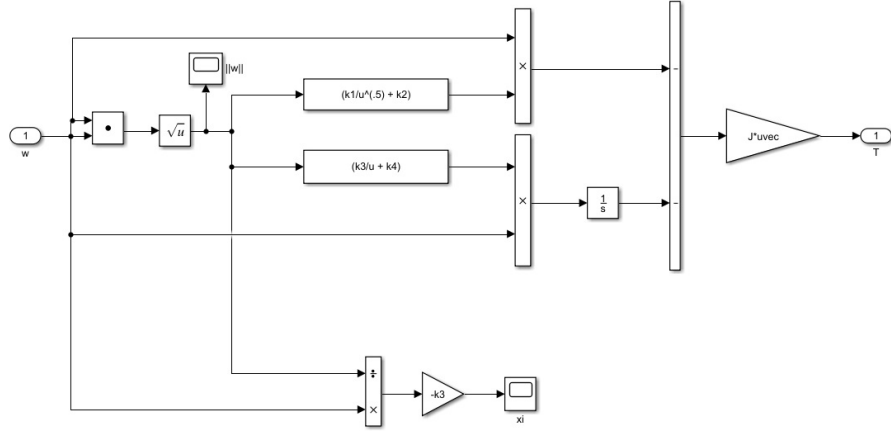 ||w||
×
(k1/u^(.5) + k2)
−
1
w
√u
J*uvec
1
T
(k3/u + k4)
×
1
s
−
÷
×
-k3
xi